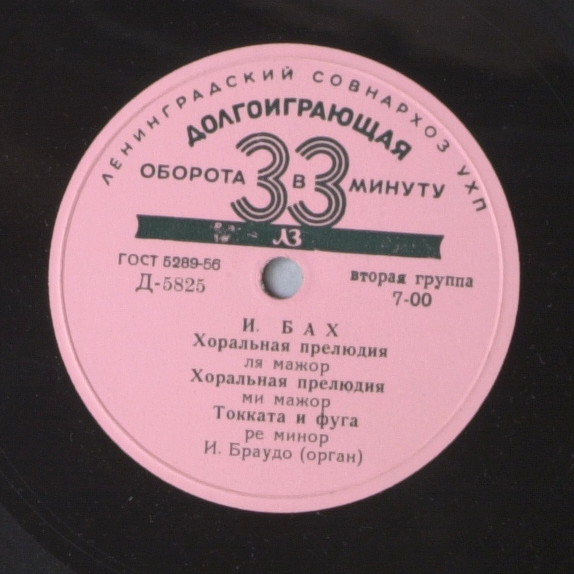 ЛЕНИНГРАДСКИЙ СОВНАРХОЗ УХП
ДОЛГОИГРАЮЩАЯ
ОБОРОТА 33 В МИНУТУ
ЛЗ
ГОСТ 5289-56
Д-5825
вторая группа
7-00
И. БАХ
Хоральная прелюдия
ля мажор
Хоральная прелюдия
ми мажор
Токката и фуга
ре минор
И. Браудо (орган)